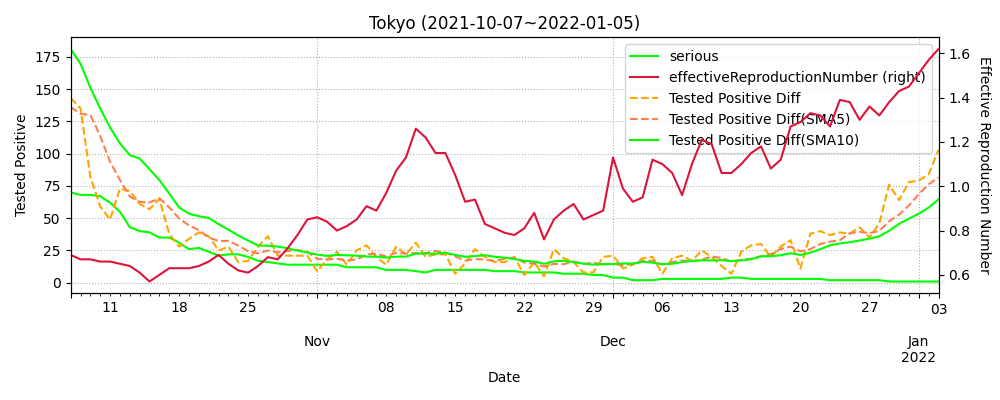 Tokyo (2021-10-07~2022-01-05)
serious
effectiveReproductionNumber (right)
Tested Positive Diff
Tested Positive Diff(SMA5)
Tested Positive Diff(SMA10)
Tested Positive
175
150
125
100
75
50
25
0
1.6
1.4
1.2
1.0
0.8
0.6
Effective Reproduction Number
11 18 25 08 15 22 29 06 13 20 27 03
Nov Dec Jan
2022
Date